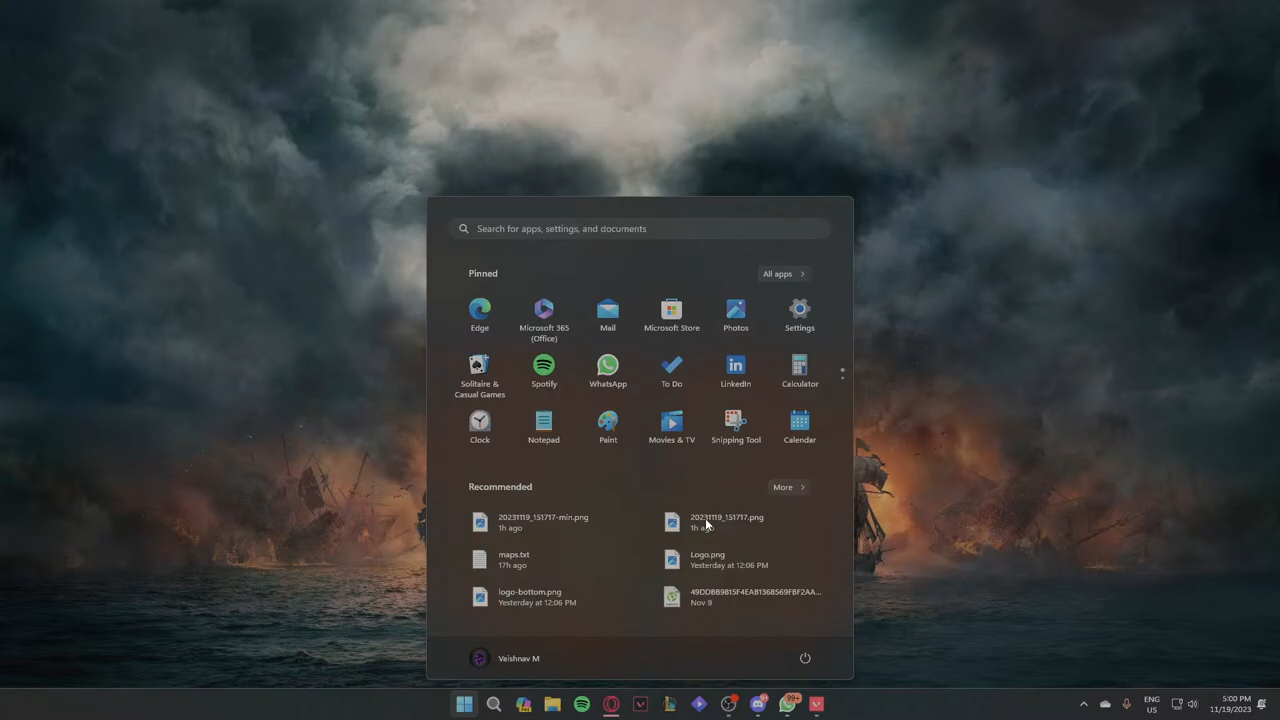 Search for apps, settings, and documents
Pinned
All apps
Edge
Microsoft 365
(Office)
Mail
Microsoft Store
Photos
Settings
Solitaire &
Casual Games
Spotify
WhatsApp
To Do
LinkedIn
Calculator
Clock
Notepad
Paint
Movies & TV
Snipping Tool
Calendar
Recommended
More
20231119_151717-min.png
1h ago
20231119_151717.png
1h ago
maps.txt
17h ago
Logo.png
Yesterday at 12:06 PM
logo-bottom.png
Yesterday at 12:06 PM
49DDBB9815F4EAB1368569FBF2AA...
Nov 9
Vaishnav M
99+
ENG
US
5:00 PM
11/19/2023